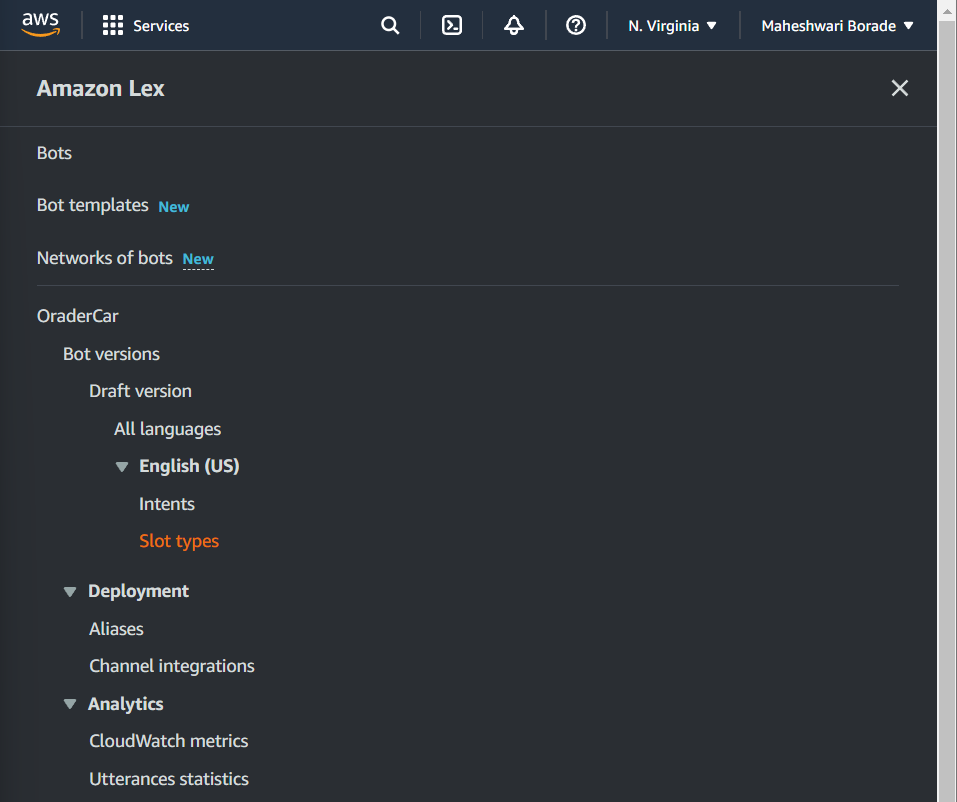 aws Services N. Virginia Maheshwari Borade
Amazon Lex
Bots
Bot templates New
Networks of bots New
OraderCar
Bot versions
Draft version
All languages
English (US)
Intents
Slot types
Deployment
Aliases
Channel integrations
Analytics
CloudWatch metrics
Utterances statistics